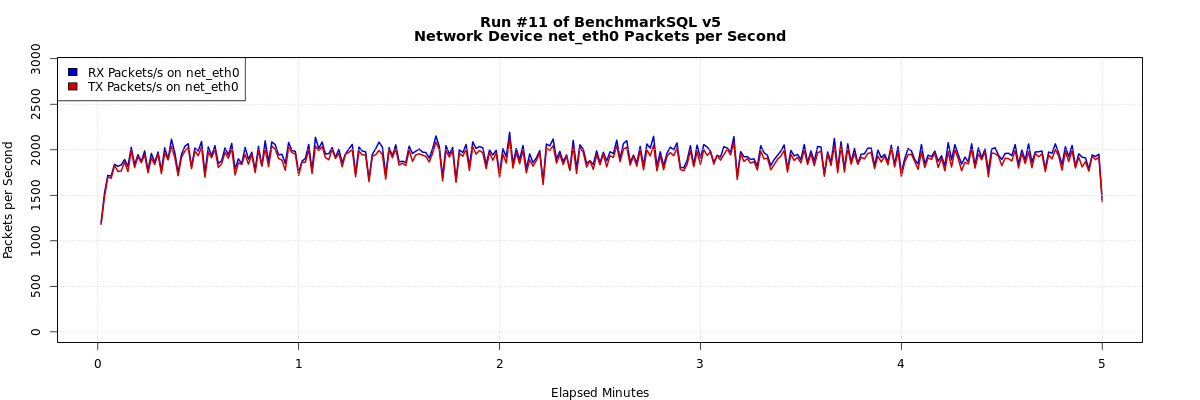 Run #11 of BenchmarkSQL v5
Network Device net_eth0 Packets per Second
RX Packets/s on net_eth0
TX Packets/s on net_eth0
Packets per Second
3000
2500
2000
1500
1000
500
0
0 1 2 3 4 5
Elapsed Minutes